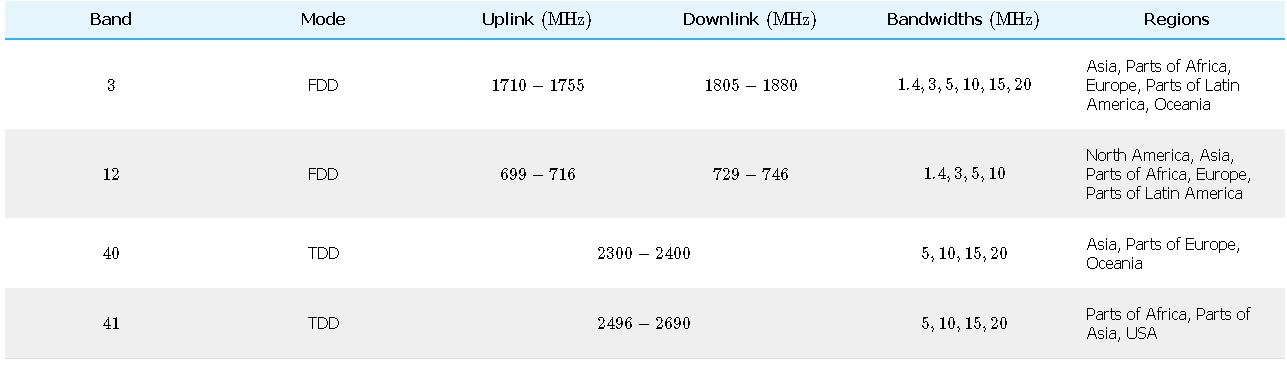 Band Mode Uplink (MHz) Downlink (MHz) Bandwidths (MHz) Regions
Asia, Parts of Africa,
3 FDD 1710 – 1755 1805 – 1880 1.4, 3, 5, 10, 15, 20 Europe, Parts of Latin
America, Oceania
North America, Asia,
12 FDD 699 – 716 729 – 746 1.4, 3, 5, 10 Parts of Africa, Europe,
Parts of Latin America
40 TDD 2300 – 2400 5, 10, 15, 20 Asia, Parts of Europe,
Oceania
41 TDD 2496 – 2690 5, 10, 15, 20 Parts of Africa, Parts of
Asia, USA